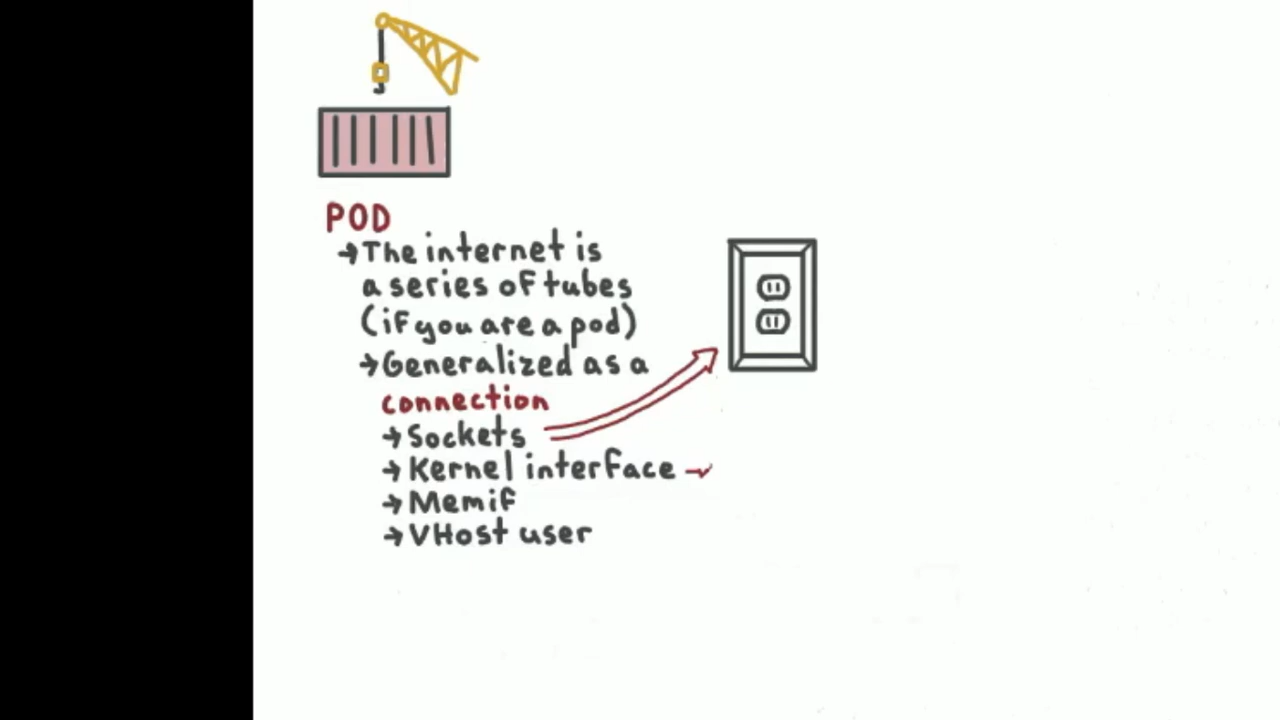 POD
→The internet is
a series of tubes
(if you are a pod)
→Generalized as a
connection
→Sockets
→Kernel interface
→Memif
→VHost user